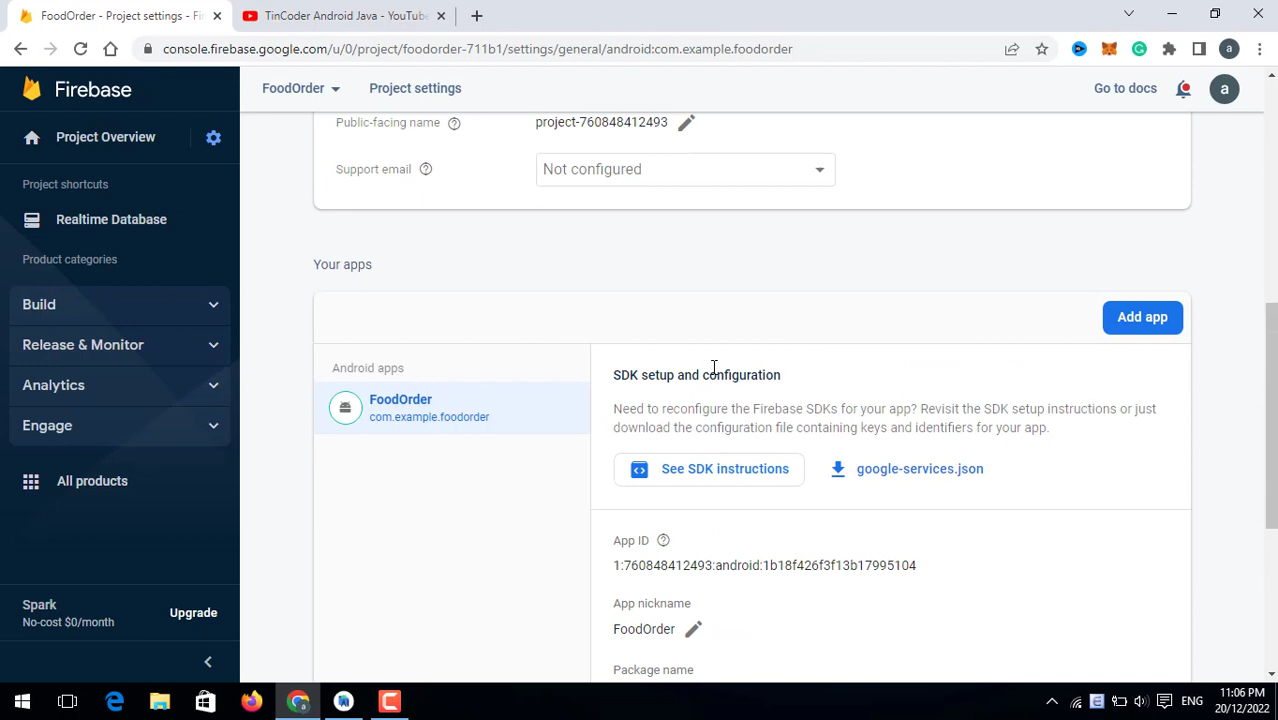 FoodOrder - Project settings - Fi
TinCoder Android Java - YouTube
console.firebase.google.com/u/0/project/foodorder-711b1/settings/general/android:com.example.foodorder
a
Firebase
FoodOrder
Project settings
Go to docs
a
Project Overview
Project shortcuts
Realtime Database
Product categories
Build
Release & Monitor
Analytics
Engage
All products
Spark
No-cost $0/month
Upgrade
Public-facing name
project-760848412493
Support email
Not configured
Your apps
Add app
Android apps
FoodOrder
com.example.foodorder
SDK setup and configuration
Need to reconfigure the Firebase SDKs for your app? Revisit the SDK setup instructions or just
download the configuration file containing keys and identifiers for your app.
See SDK instructions
google-services.json
App ID
1:760848412493:android:1b18f426f3f13b17995104
App nickname
FoodOrder
Package name
ENG
11:06 PM
20/12/2022